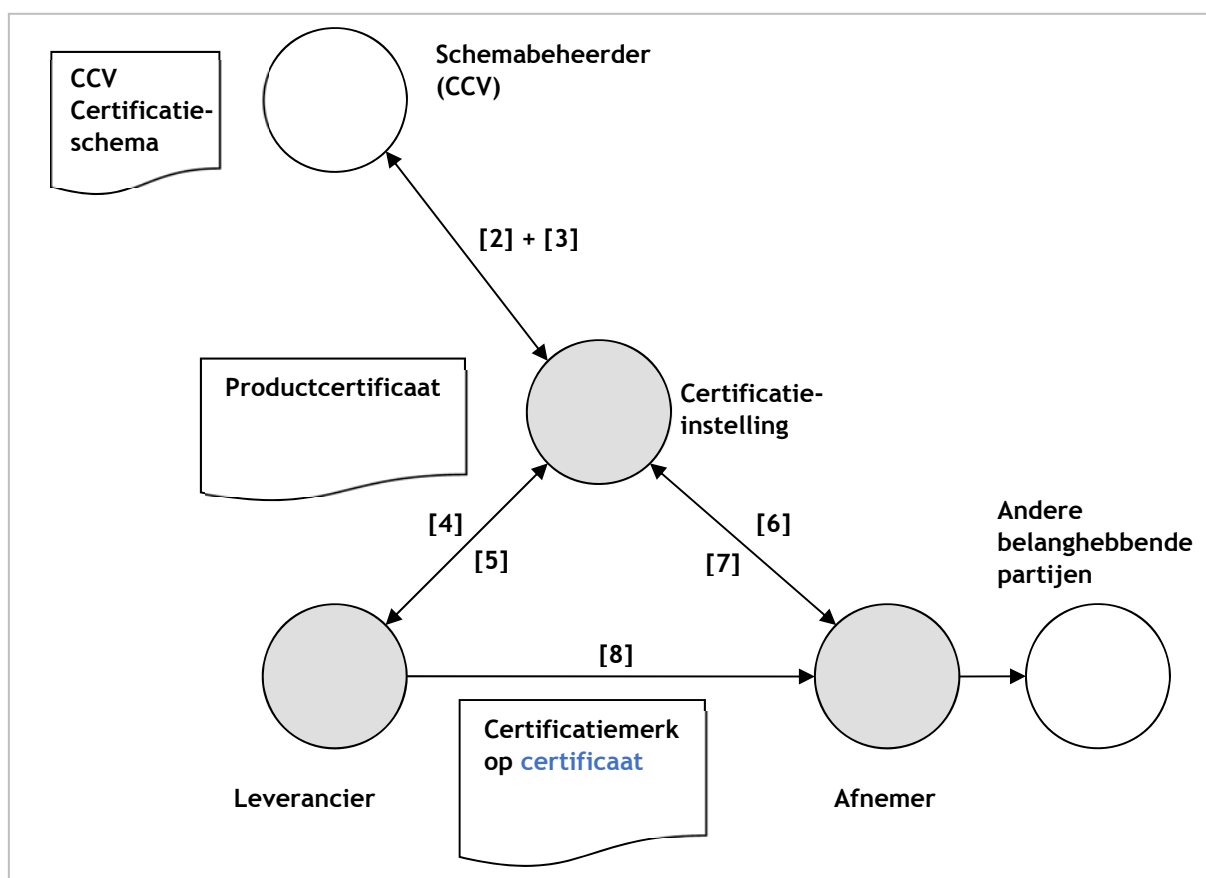 CCV
Certificatie-
schema
Schemabeheerder
(CCV)
[2] + [3]
Productcertificaat
Certificatie-
instelling
[4]
[5]
[6]
[7]
Andere
belanghebbende
partijen
[8]
Certificatiemerk
op certificaat
Leverancier
Afnemer